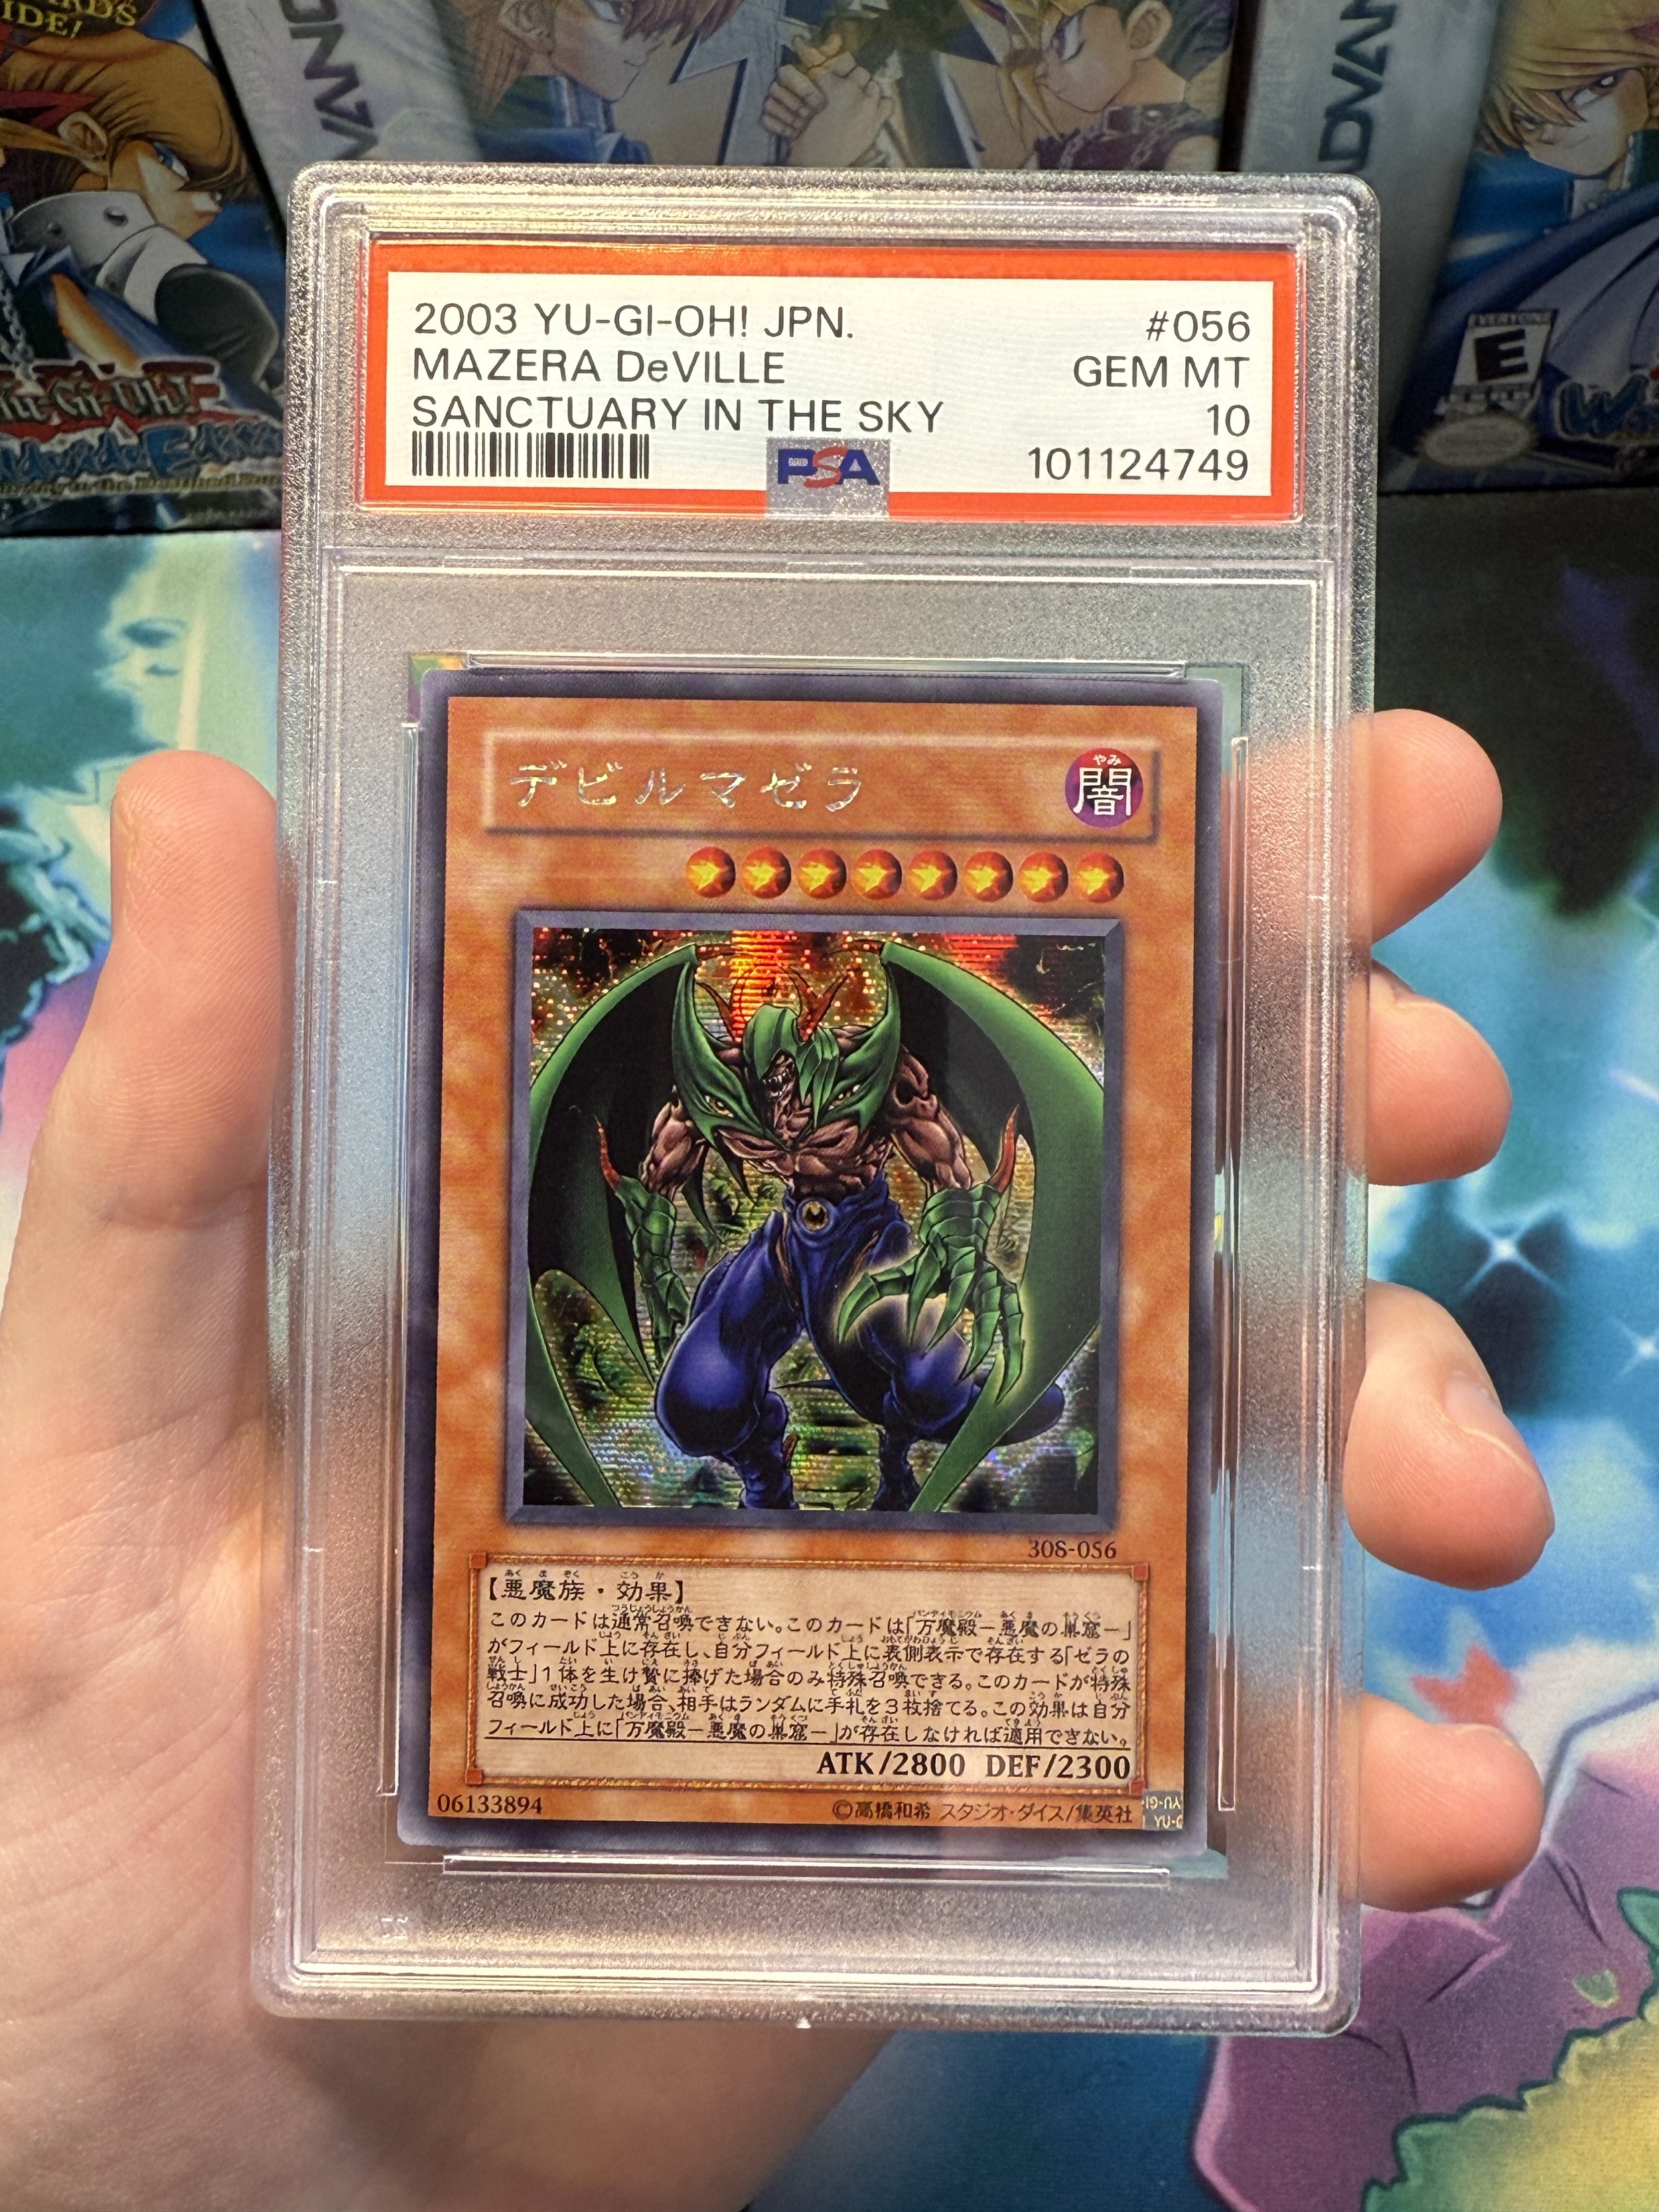 2003 YU-GI-OH! JPN. #056
MAZERA DeVILLE GEM MT
SANCTUARY IN THE SKY 10
PSA 101124749
デビルマゼラ
やみ
闇
308-056
あくまぞく こうか
【悪魔族・効果】
このカードは通常召喚できない。このカードは「万魔殿－悪魔の巣窟－」
がフィールド上に存在し、自分フィールド上に表側表示で存在する「ゼラの
戦士」1体を生け贄に捧げた場合のみ特殊召喚できる。このカードが特殊
召喚に成功した場合、相手はランダムに手札を3枚捨てる。この効果は自分
フィールド上に「万魔殿－悪魔の巣窟－」が存在しなければ適用できない。
ATK/2800 DEF/2300
06133894 ©高橋和希 スタジオ・ダイス/集英社
EVERYONE
E
IDE!